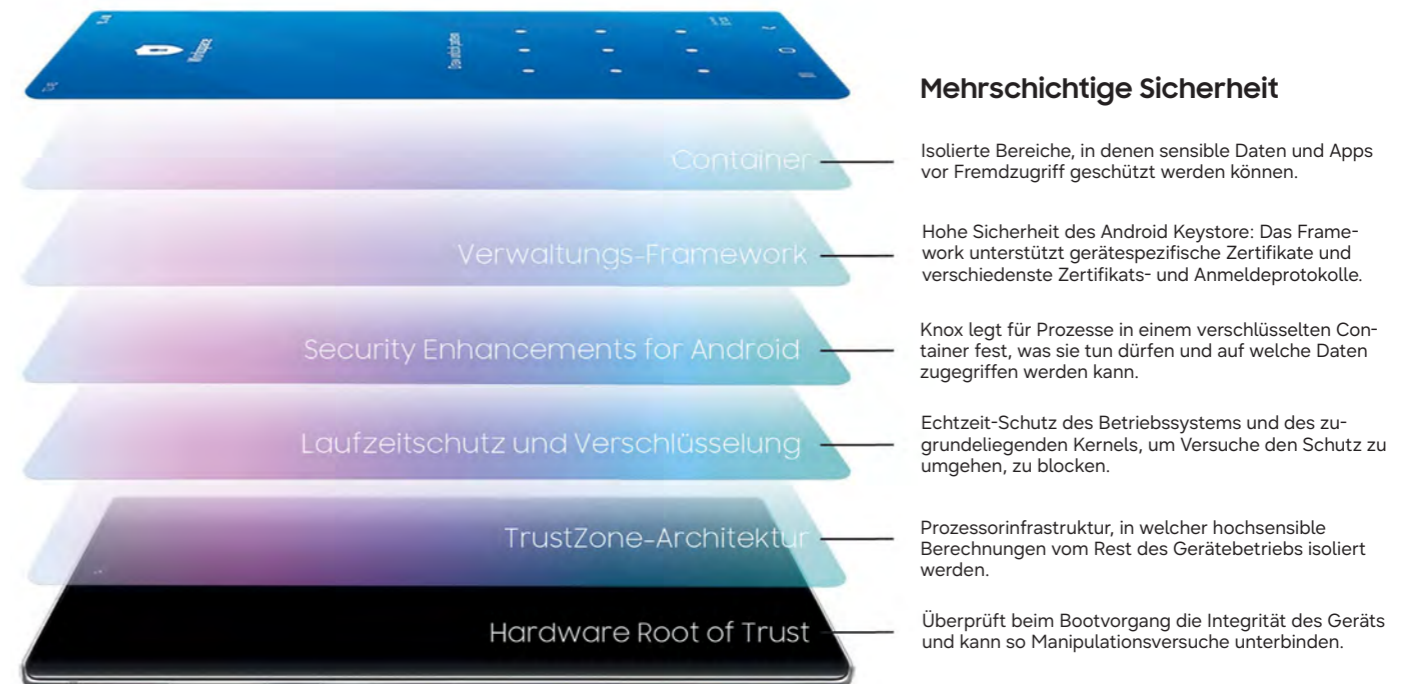 Workspace
Draw unlock pattern
Mehrschichtige Sicherheit
Container
Isolierte Bereiche, in denen sensible Daten und Apps
vor Fremdzugriff geschützt werden können.
Verwaltungs-Framework
Hohe Sicherheit des Android Keystore: Das Frame-
work unterstützt gerätespezifische Zertifikate und
verschiedenste Zertifikats- und Anmeldeprotokolle.
Security Enhancements for Android
Knox legt für Prozesse in einem verschlüsselten Con-
tainer fest, was sie tun dürfen und auf welche Daten
zugegriffen werden kann.
Laufzeitschutz und Verschlüsselung
Echtzeit-Schutz des Betriebssystems und des zu-
grundeliegenden Kernels, um Versuche den Schutz zu
umgehen, zu blocken.
TrustZone-Architektur
Prozessorinfrastruktur, in welcher hochsensible
Berechnungen vom Rest des Gerätebetriebs isoliert
werden.
Hardware Root of Trust
Überprüft beim Bootvorgang die Integrität des Geräts
und kann so Manipulationsversuche unterbinden.